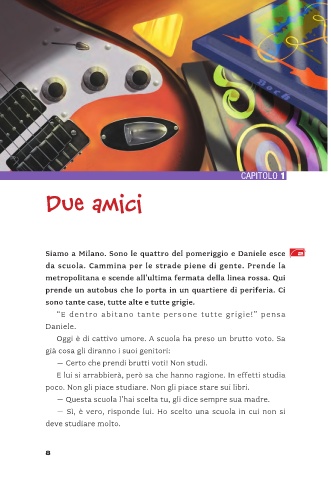 CAPITOLO 1
Due amici
Siamo a Milano. Sono le quattro del pomeriggio e Daniele esce
da scuola. Cammina per le strade piene di gente. Prende la
metropolitana e scende all'ultima fermata della linea rossa. Qui
prende un autobus che lo porta in un quartiere di periferia. Ci
sono tante case, tutte alte e tutte grigie.
"E dentro abitano tante persone tutte grigie!" pensa
Daniele.
Oggi è di cattivo umore. A scuola ha preso un brutto voto. Sa
già cosa gli diranno i suoi genitori:
— Certo che prendi brutti voti! Non studi.
E lui si arrabbierà, però sa che hanno ragione. In effetti studia
poco. Non gli piace studiare. Non gli piace stare sui libri.
— Questa scuola l'hai scelta tu, gli dice sempre sua madre.
— Sì, è vero, risponde lui. Ho scelto una scuola in cui non si
deve studiare molto.
8